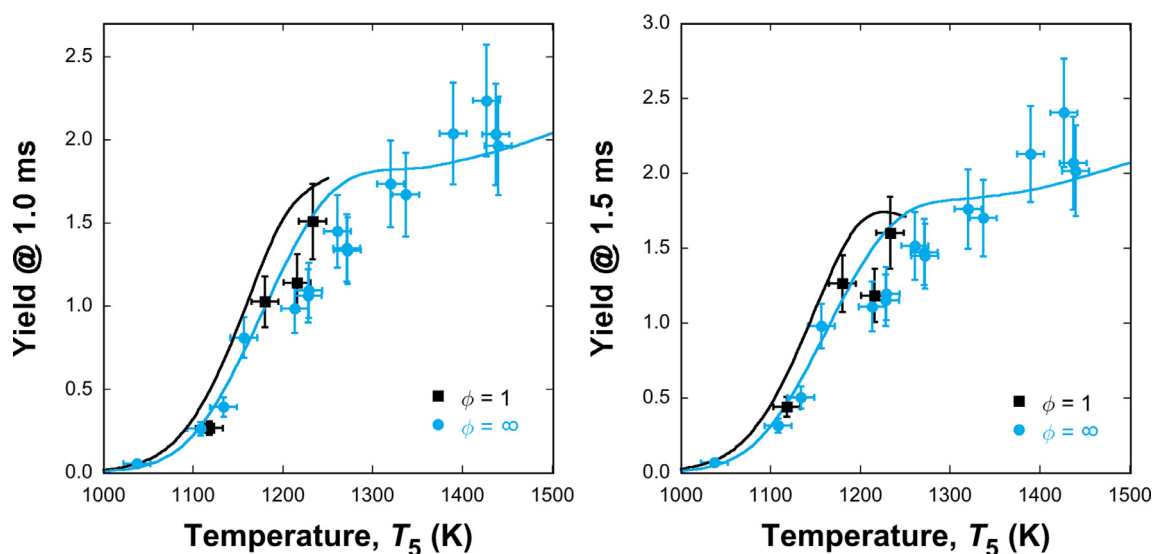 Yield @ 1.0 ms
2.5
2.0
1.5
1.0
0.5
0.0
1000 1100 1200 1300 1400 1500
Temperature, T5 (K)
ϕ = 1
ϕ = ∞
Yield @ 1.5 ms
3.0
2.5
2.0
1.5
1.0
0.5
0.0
1000 1100 1200 1300 1400 1500
Temperature, T5 (K)
ϕ = 1
ϕ = ∞